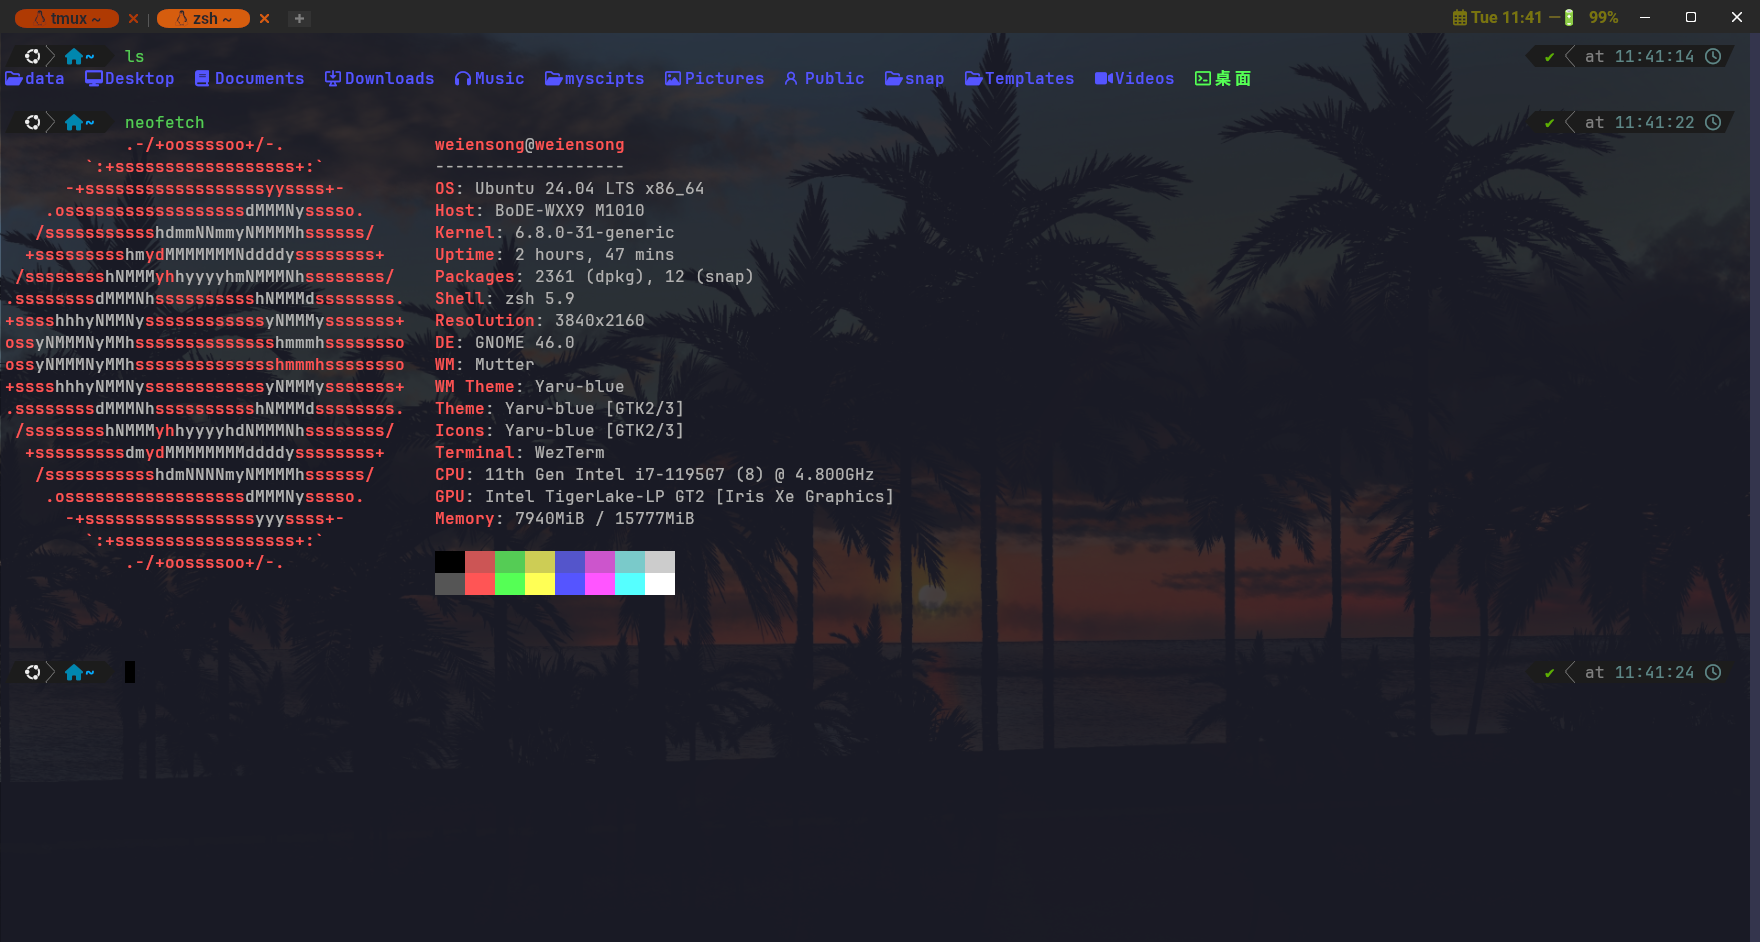 tmux ~ × | zsh ~ × + Tue 11:41 — 99% — □ ×
~ ls ✔ at 11:41:14
data Desktop Documents Downloads Music myscipts Pictures Public snap Templates Videos 桌面
~ neofetch ✔ at 11:41:22
.-/+oossssoo+/-. weiensong@weiensong
`:+ssssssssssssssssss+:` -------------------
-+ssssssssssssssssssyyssss+- OS: Ubuntu 24.04 LTS x86_64
.ossssssssssssssssssdMMMNysssso. Host: BoDE-WXX9 M1010
/ssssssssssshdmmNNmmyNMMMMhssssss/ Kernel: 6.8.0-31-generic
+ssssssssshmydMMMMMMMNddddyssssssss+ Uptime: 2 hours, 47 mins
/sssssssshNMMMyhhyyyyhmNMMMNhssssssss/ Packages: 2361 (dpkg), 12 (snap)
.ssssssssdMMMNhsssssssssshNMMMdssssssss. Shell: zsh 5.9
+sssshhhyNMMNyssssssssssssyNMMMysssssss+ Resolution: 3840x2160
ossyNMMMNyMMhsssssssssssssshmmmhssssssso DE: GNOME 46.0
ossyNMMMNyMMhsssssssssssssshmmmhssssssso WM: Mutter
+sssshhhyNMMNyssssssssssssyNMMMysssssss+ WM Theme: Yaru-blue
.ssssssssdMMMNhsssssssssshNMMMdssssssss. Theme: Yaru-blue [GTK2/3]
/sssssssshNMMMyhhyyyyhdNMMMNhssssssss/ Icons: Yaru-blue [GTK2/3]
+sssssssssdmydMMMMMMMMddddyssssssss+ Terminal: WezTerm
/ssssssssssshdmNNNNmyNMMMMhssssss/ CPU: 11th Gen Intel i7-1195G7 (8) @ 4.800GHz
.ossssssssssssssssssdMMMNysssso. GPU: Intel TigerLake-LP GT2 [Iris Xe Graphics]
-+sssssssssssssssssyyyssss+- Memory: 7940MiB / 15777MiB
`:+ssssssssssssssssss+:`
.-/+oossssoo+/-.
~ ✔ at 11:41:24